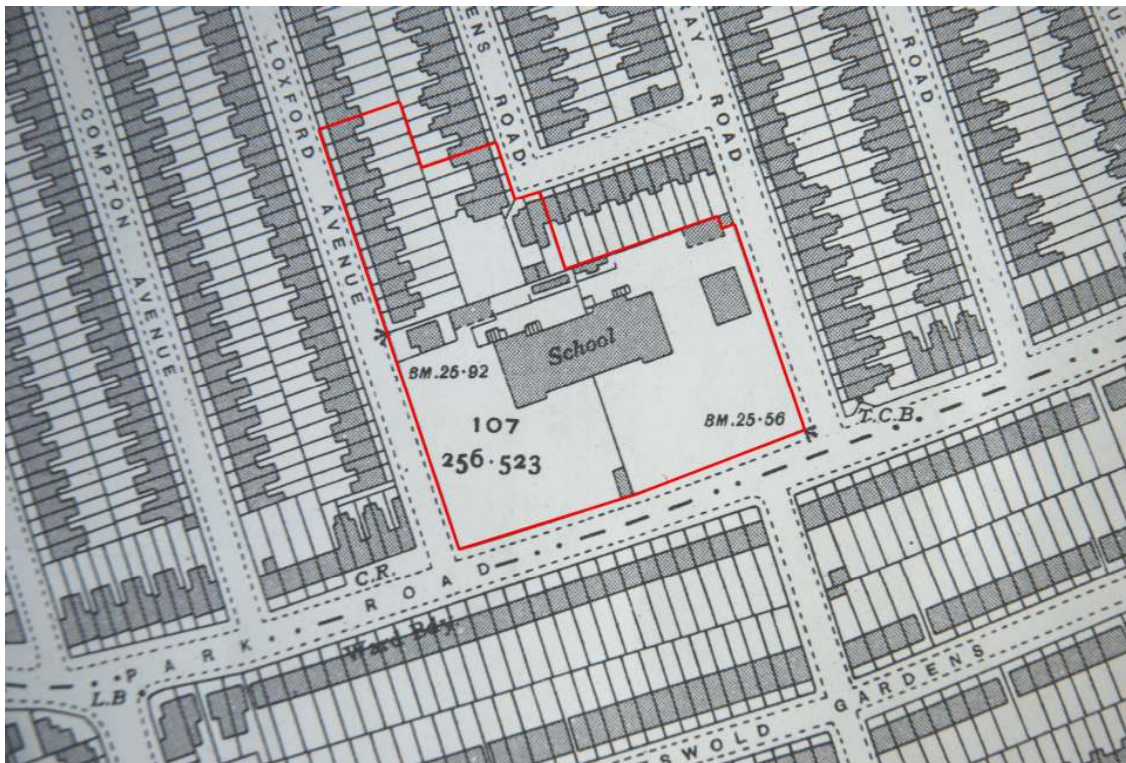 LOXFORD
AVENUE
COMPTON
AVENUE
ENS
ROAD
AY
ROAD
ROAD
UE
School
BM.25·92
107
256·523
BM.25·56
T.C.B.
C.R.
PARK ROAD
Ward Bdy.
L.B
SWOLD GARDENS